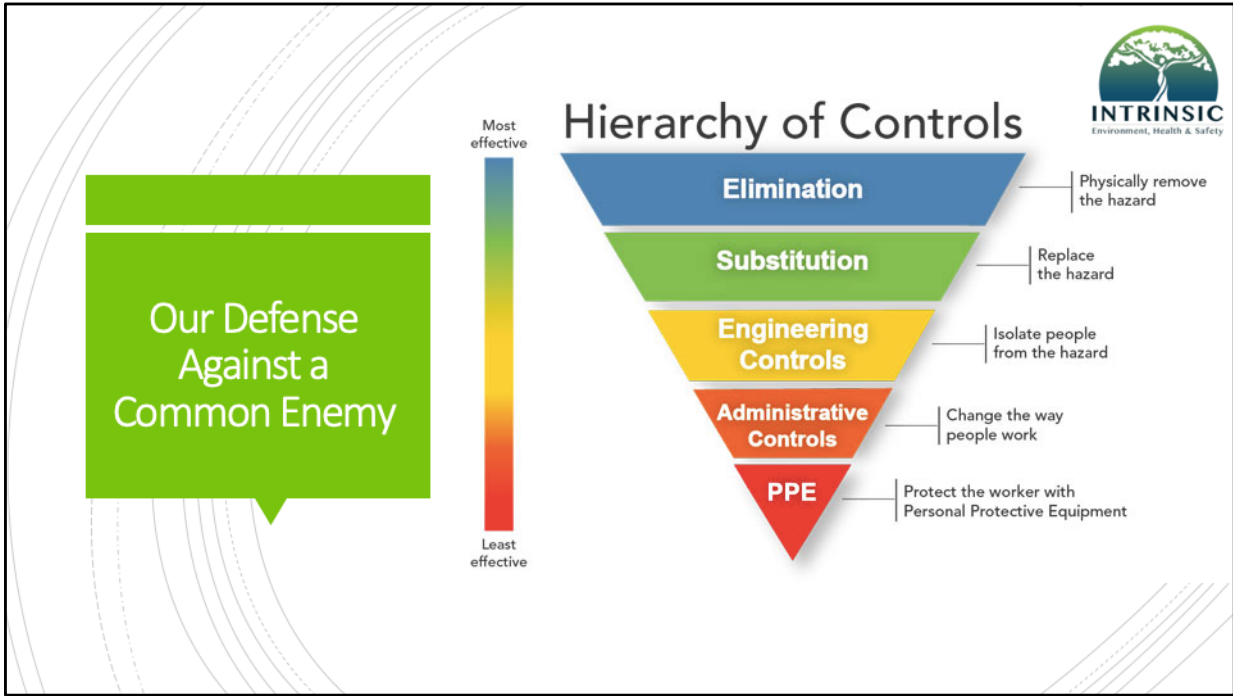 INTRINSIC
Environment, Health & Safety
Our Defense
Against a
Common Enemy
Hierarchy of Controls
Most
effective
Least
effective
Elimination
Physically remove
the hazard
Substitution
Replace
the hazard
Engineering
Controls
Isolate people
from the hazard
Administrative
Controls
Change the way
people work
PPE
Protect the worker with
Personal Protective Equipment